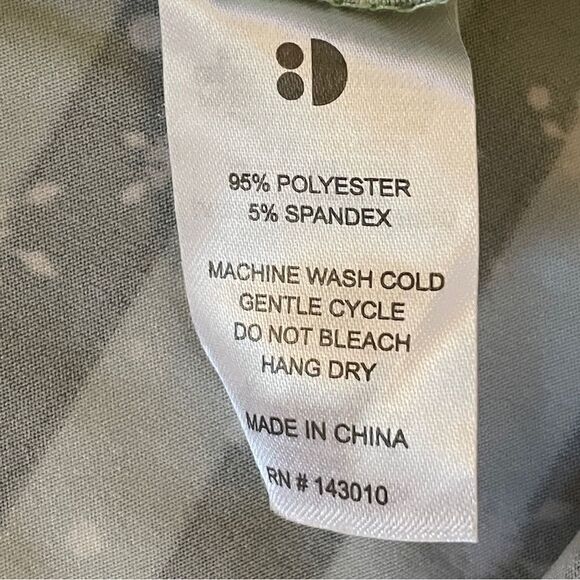 95% POLYESTER
5% SPANDEX
MACHINE WASH COLD
GENTLE CYCLE
DO NOT BLEACH
HANG DRY
MADE IN CHINA
RN # 143010